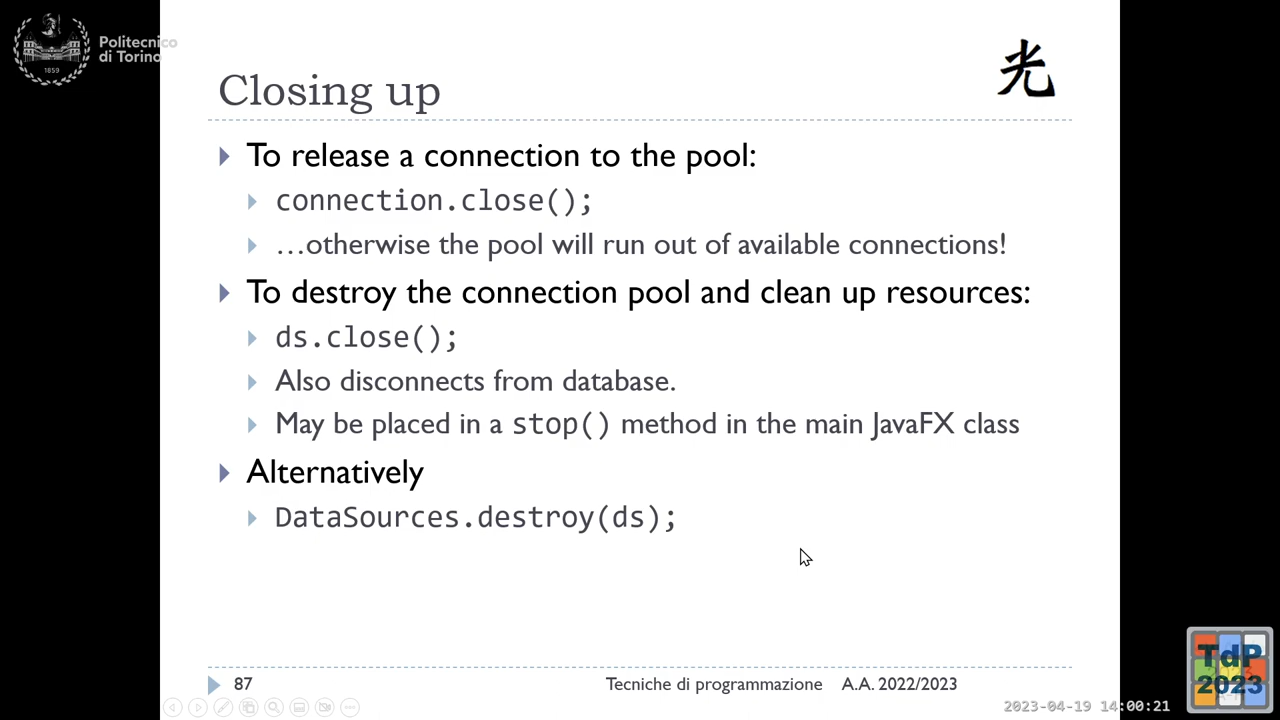 Politecnico
di Torino
1859
光
Closing up
To release a connection to the pool:
connection.close();
…otherwise the pool will run out of available connections!
To destroy the connection pool and clean up resources:
ds.close();
Also disconnects from database.
May be placed in a stop() method in the main JavaFX class
Alternatively
DataSources.destroy(ds);
87 Tecniche di programmazione A.A. 2022/2023
TdP
2023
2023-04-19 14:00:21